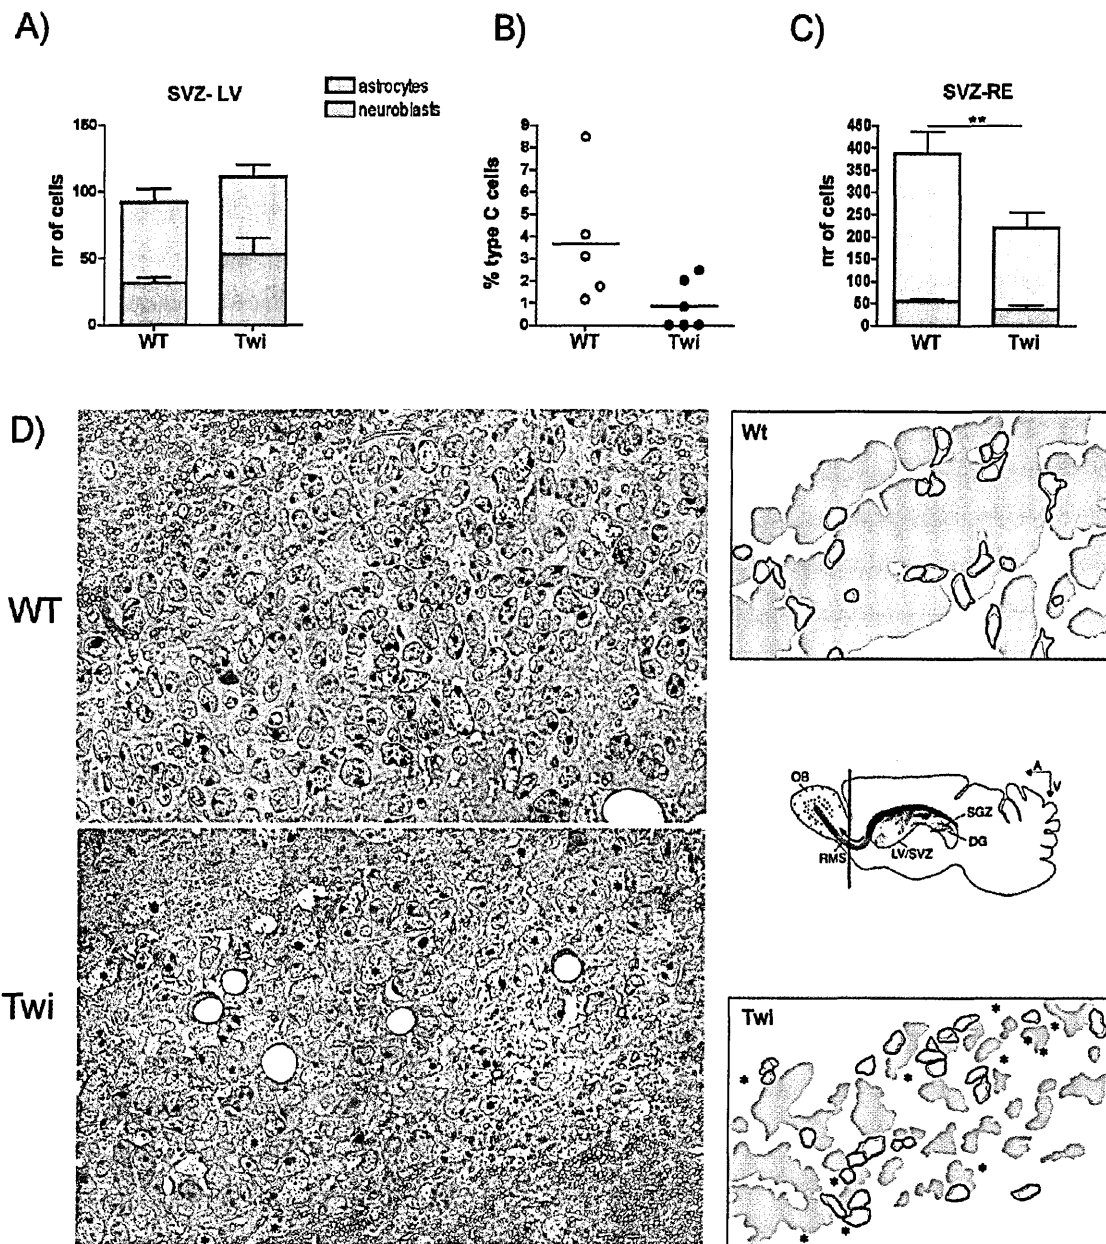 A)
B)
C)
SVZ- LV
astrocytes
neuroblasts
nr of cells
150
100
50
0
WT
Twi
% type C cells
9
8
7
6
5
4
3
2
1
0
WT
Twi
SVZ-RE
**
nr of cells
450
400
350
300
250
200
150
100
50
0
WT
Twi
D)
WT
Wt
A
V
OB
SGZ
DG
RMS
LV/SVZ
Twi
Twi